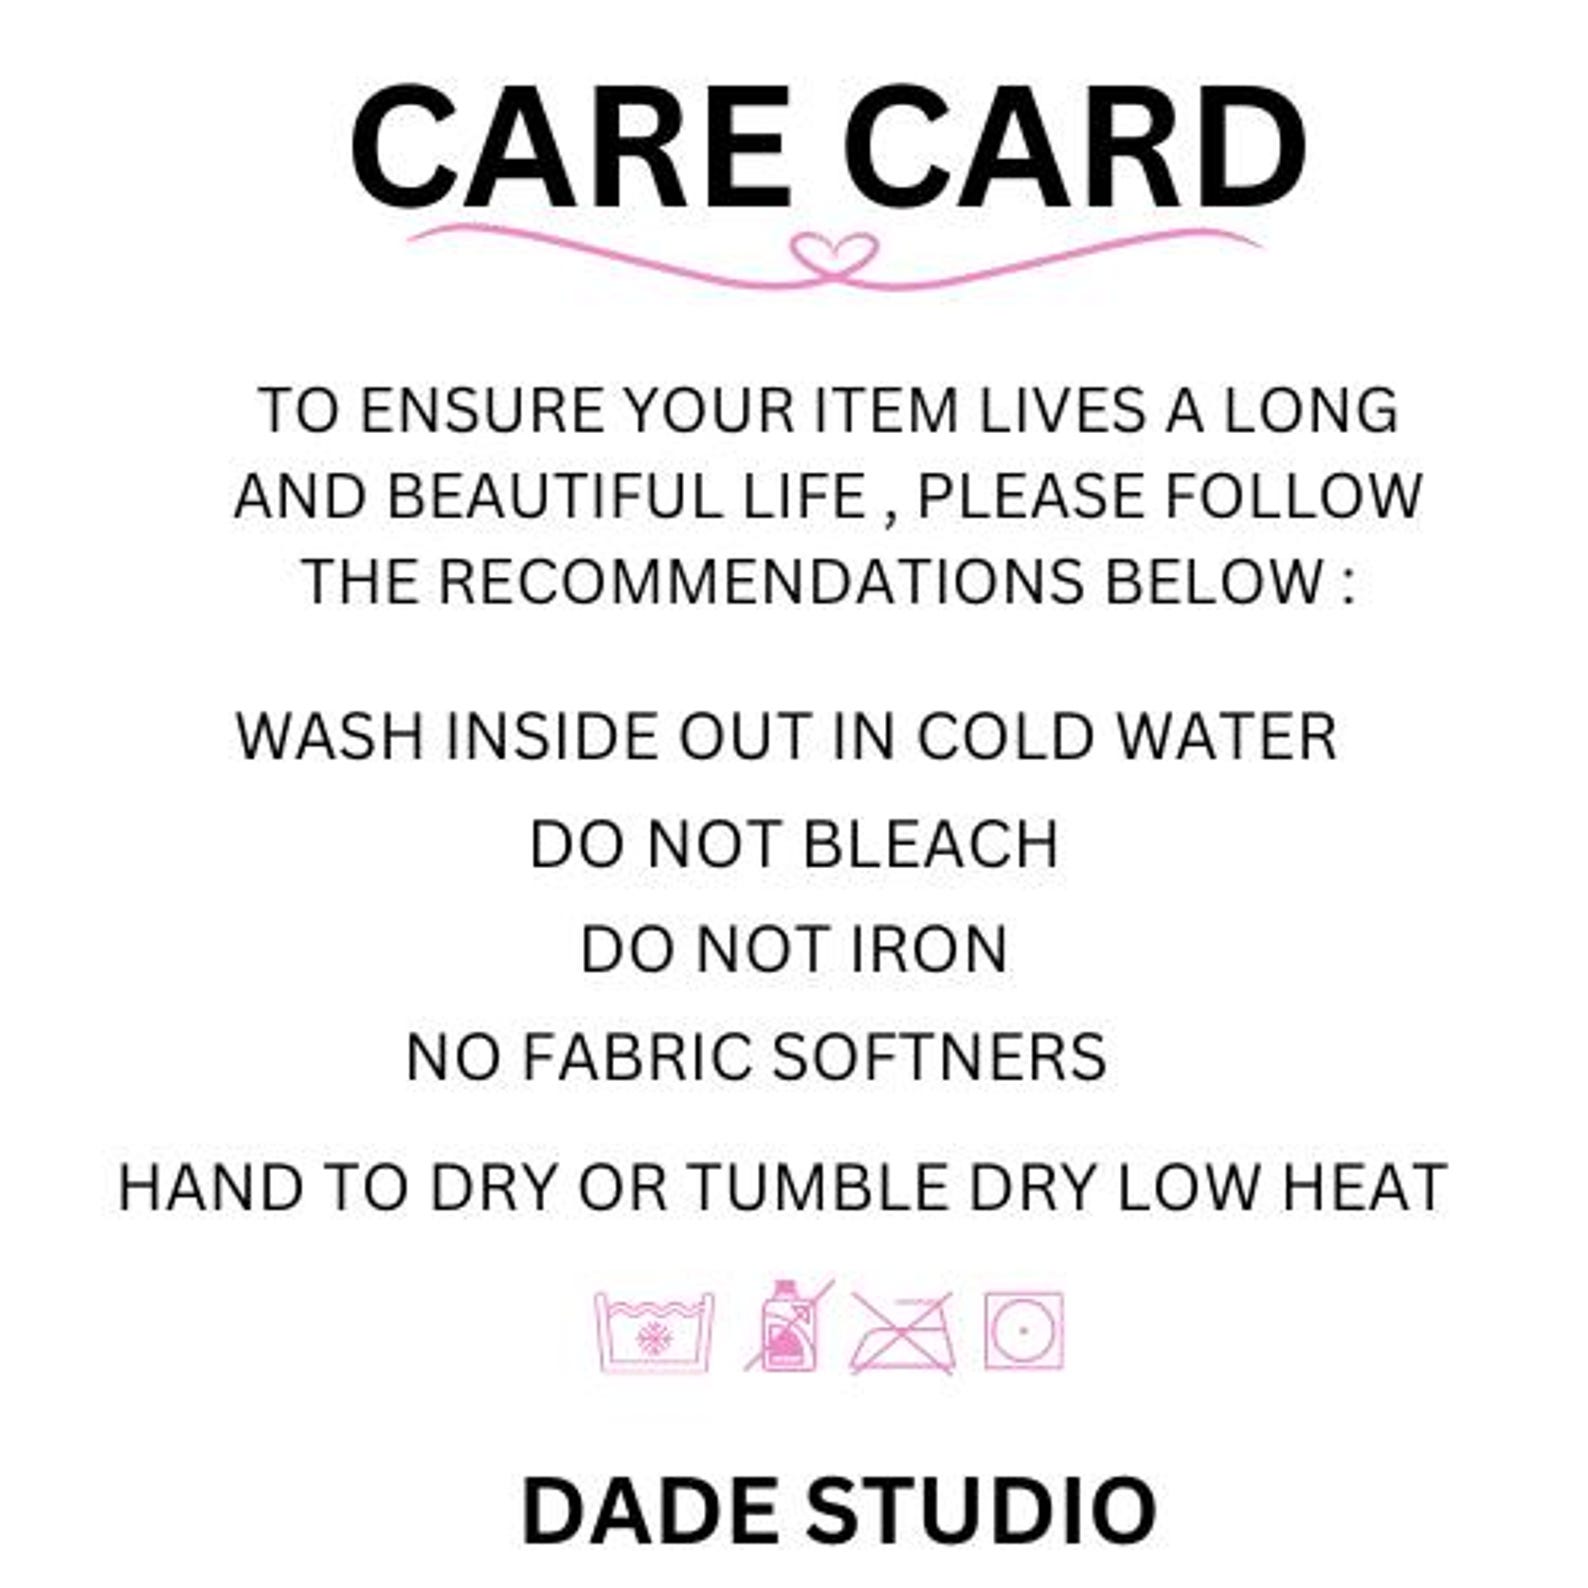 CARE CARD
TO ENSURE YOUR ITEM LIVES A LONG
AND BEAUTIFUL LIFE , PLEASE FOLLOW
THE RECOMMENDATIONS BELOW :
WASH INSIDE OUT IN COLD WATER
DO NOT BLEACH
DO NOT IRON
NO FABRIC SOFTNERS
HAND TO DRY OR TUMBLE DRY LOW HEAT
DADE STUDIO